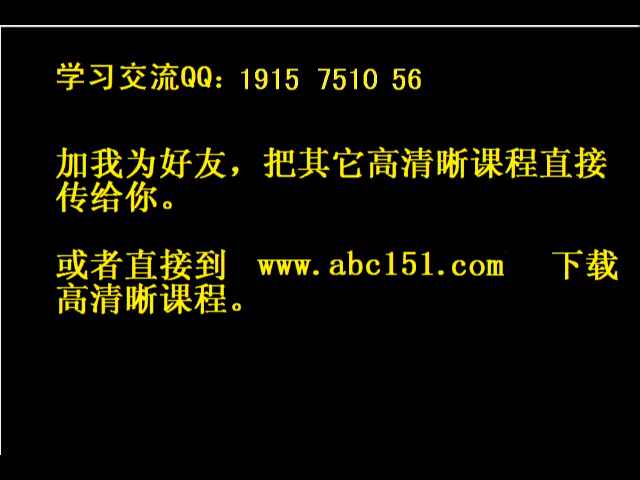 学习交流QQ：1915 7510 56
加我为好友，把其它高清晰课程直接
传给你。
或者直接到 www.abc151.com 下载
高清晰课程。